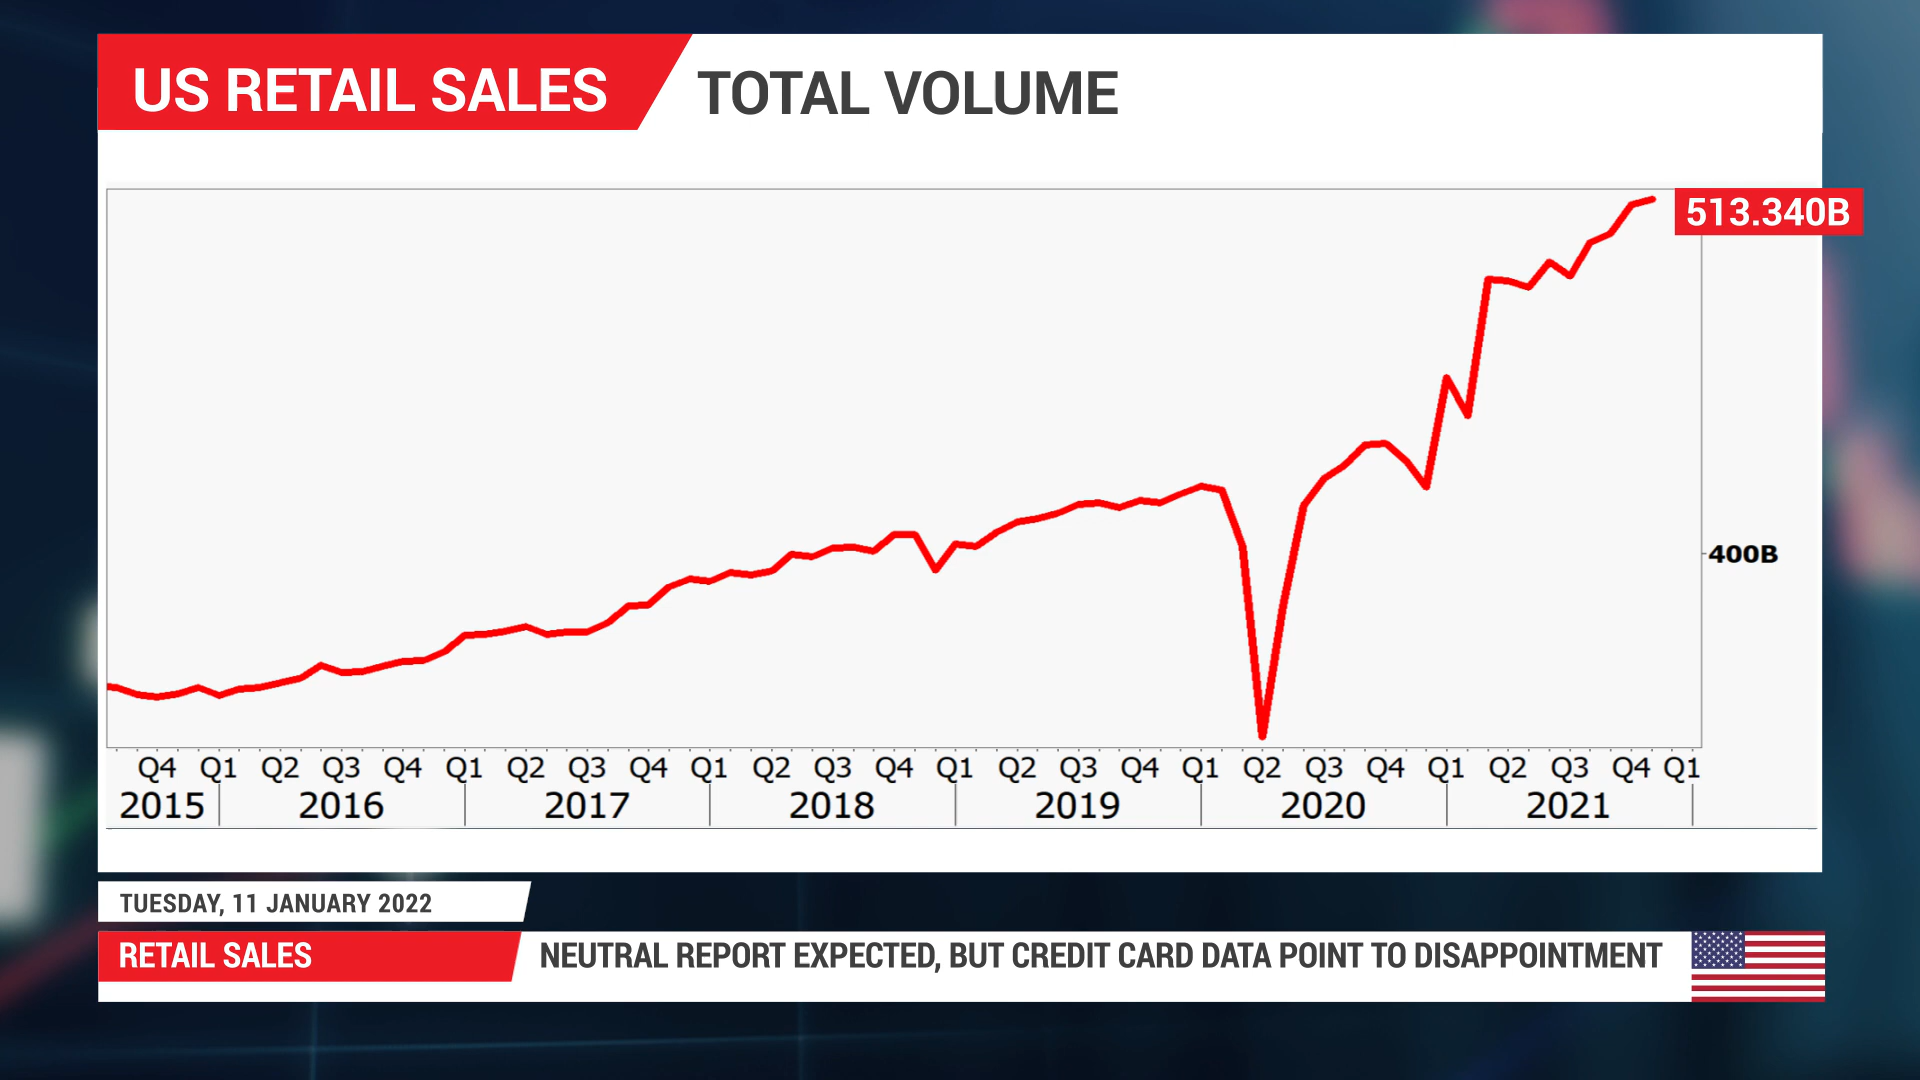 US RETAIL SALES TOTAL VOLUME
513.340B
400B
Q4 Q1 Q2 Q3 Q4 Q1 Q2 Q3 Q4 Q1 Q2 Q3 Q4 Q1 Q2 Q3 Q4 Q1 Q2 Q3 Q4 Q1 Q2 Q3 Q4 Q1
2015 2016 2017 2018 2019 2020 2021
TUESDAY, 11 JANUARY 2022
RETAIL SALES NEUTRAL REPORT EXPECTED, BUT CREDIT CARD DATA POINT TO DISAPPOINTMENT